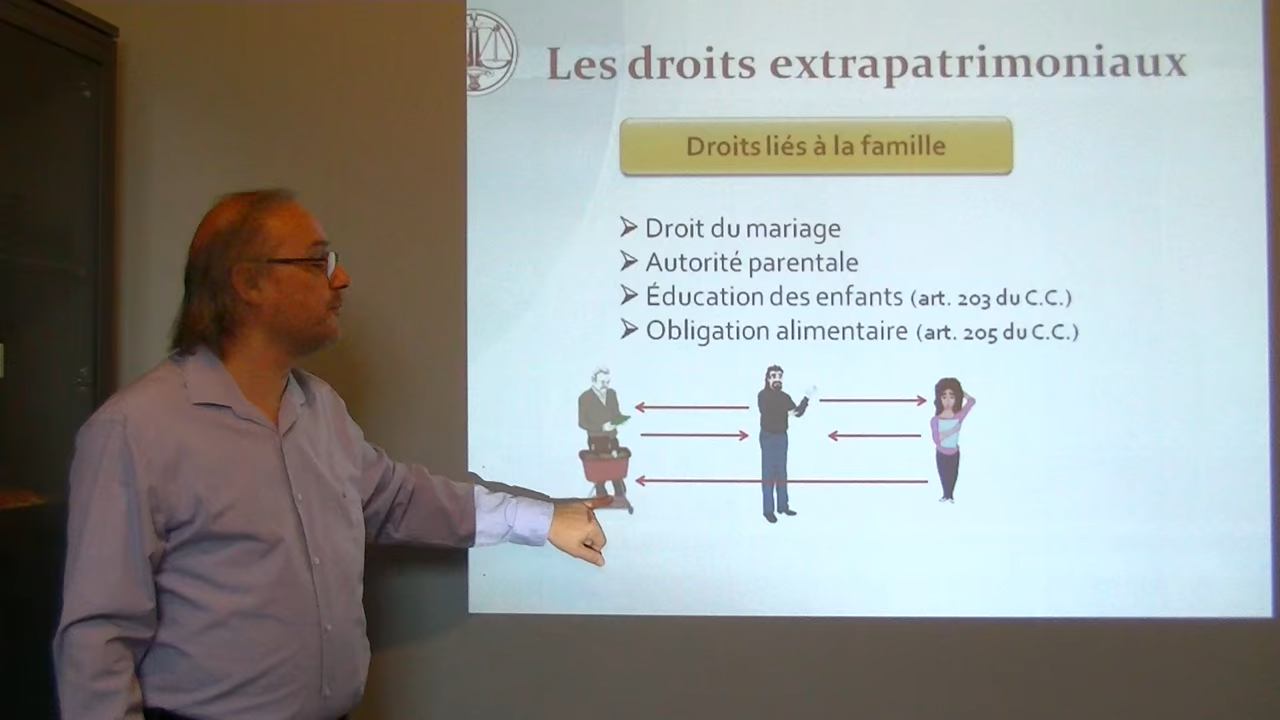 Les droits extrapatrimoniaux
Droits liés à la famille
➢ Droit du mariage
➢ Autorité parentale
➢ Éducation des enfants (art. 203 du C.C.)
➢ Obligation alimentaire (art. 205 du C.C.)